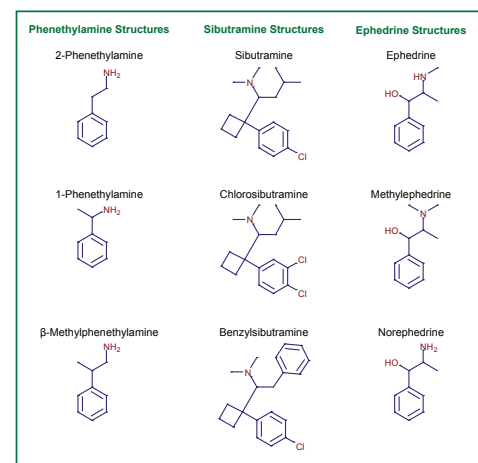 Phenethylamine Structures
Sibutramine Structures
Ephedrine Structures
2-Phenethylamine
Sibutramine
Ephedrine
NH2
N
Cl
HN
HO
1-Phenethylamine
Chlorosibutramine
Methylephedrine
NH2
N
Cl
Cl
N
HO
β-Methylphenethylamine
Benzylsibutramine
Norephedrine
NH2
N
Cl
NH2
HO